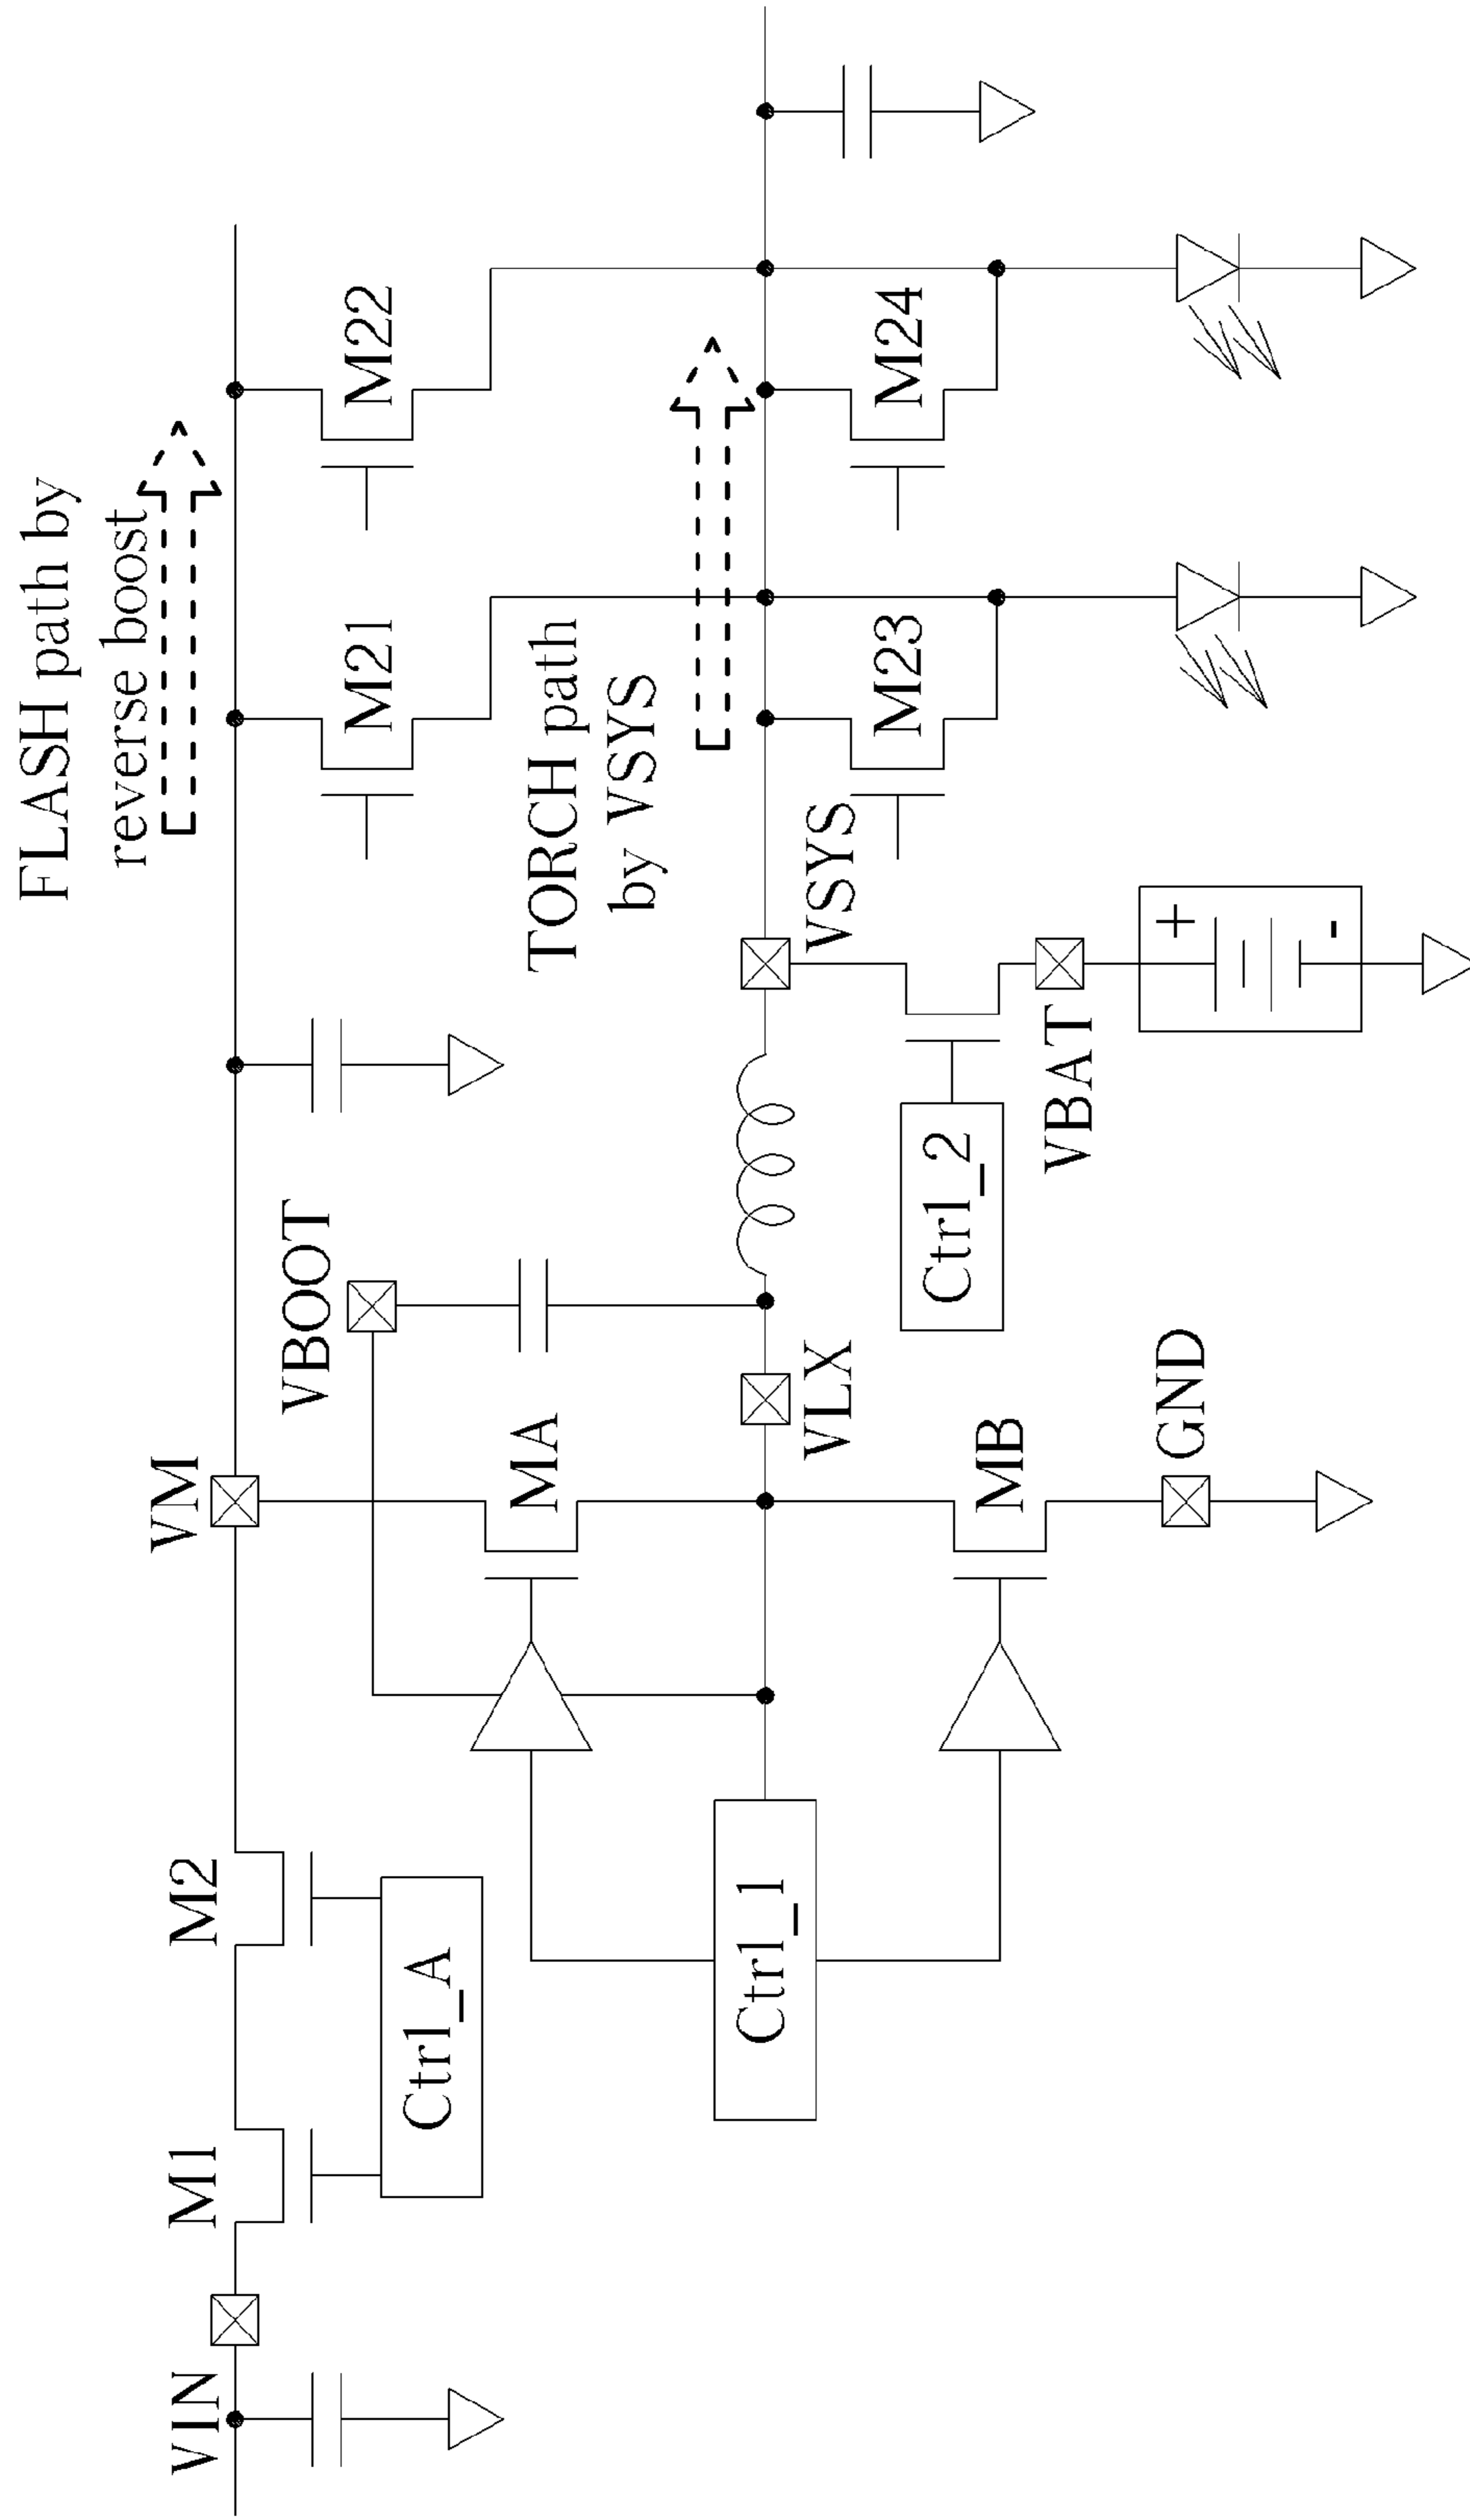 FLASH path by
reverse boost
VIN
M1
M2
VM
VBOOT
M21
M22
Ctrl_A
MA
TORCH path
by VSYS
Ctrl_1
VLX
VSYS
M23
M24
Ctrl_2
MB
VBAT
GND
+
-